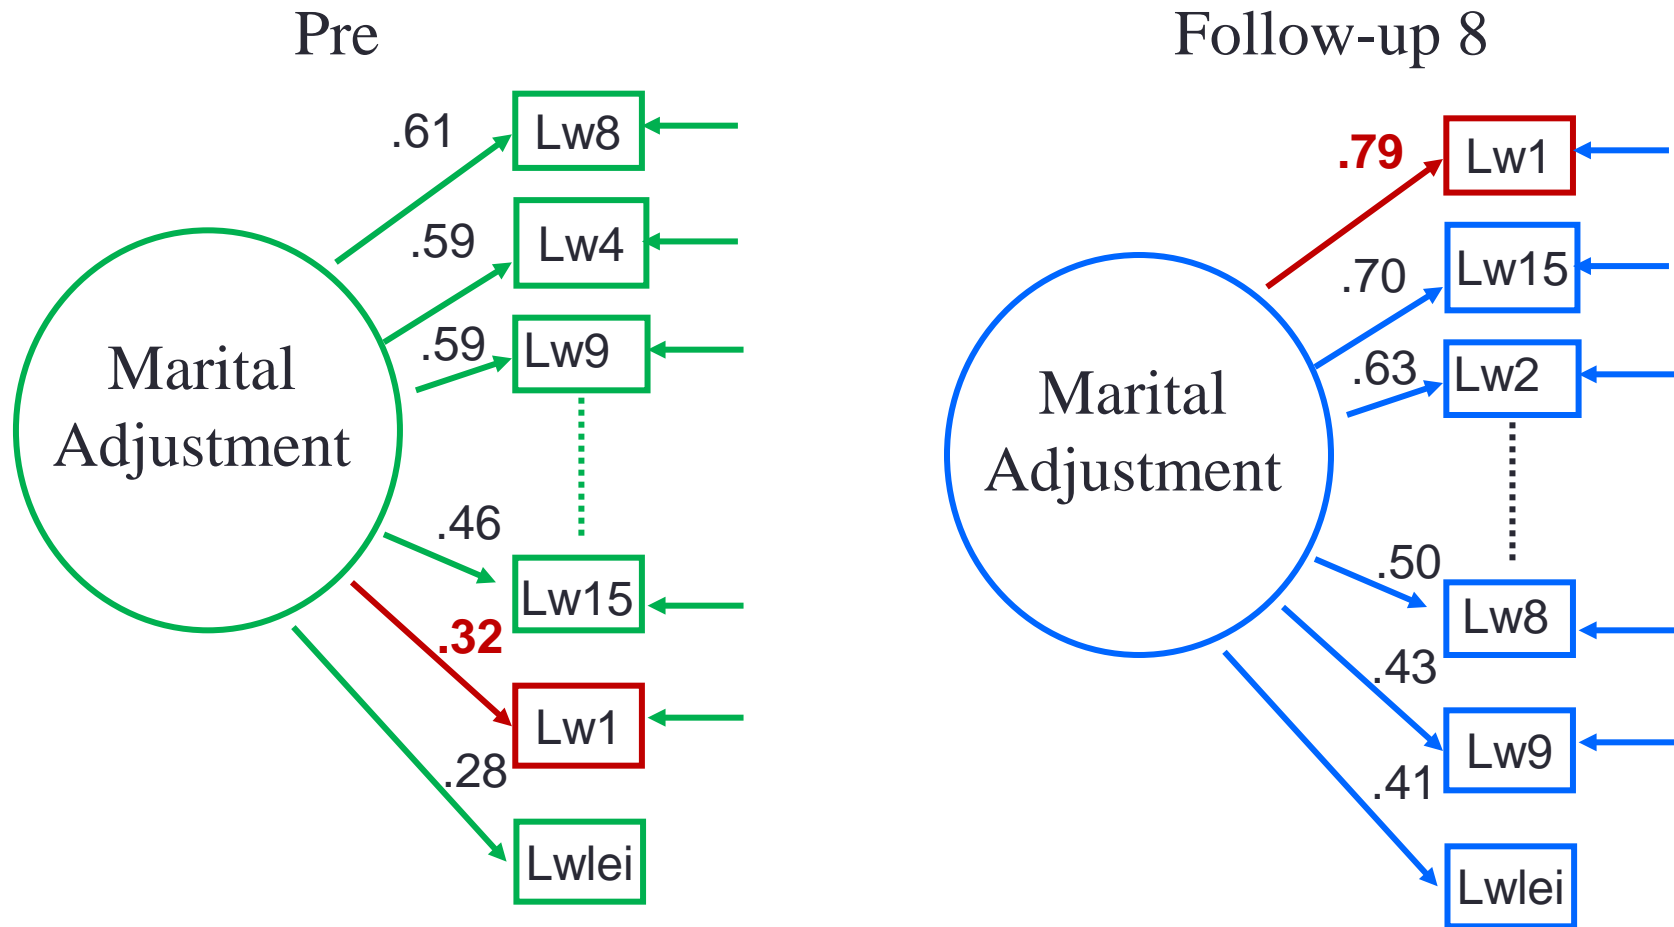 Pre
.61
Lw8
.59
Lw4
.59
Lw9
Marital
Adjustment
.46
Lw15
.32
Lw1
.28
Lwlei
Follow-up 8
.79
Lw1
.70
Lw15
.63
Lw2
Marital
Adjustment
.50
Lw8
.43
Lw9
.41
Lwlei